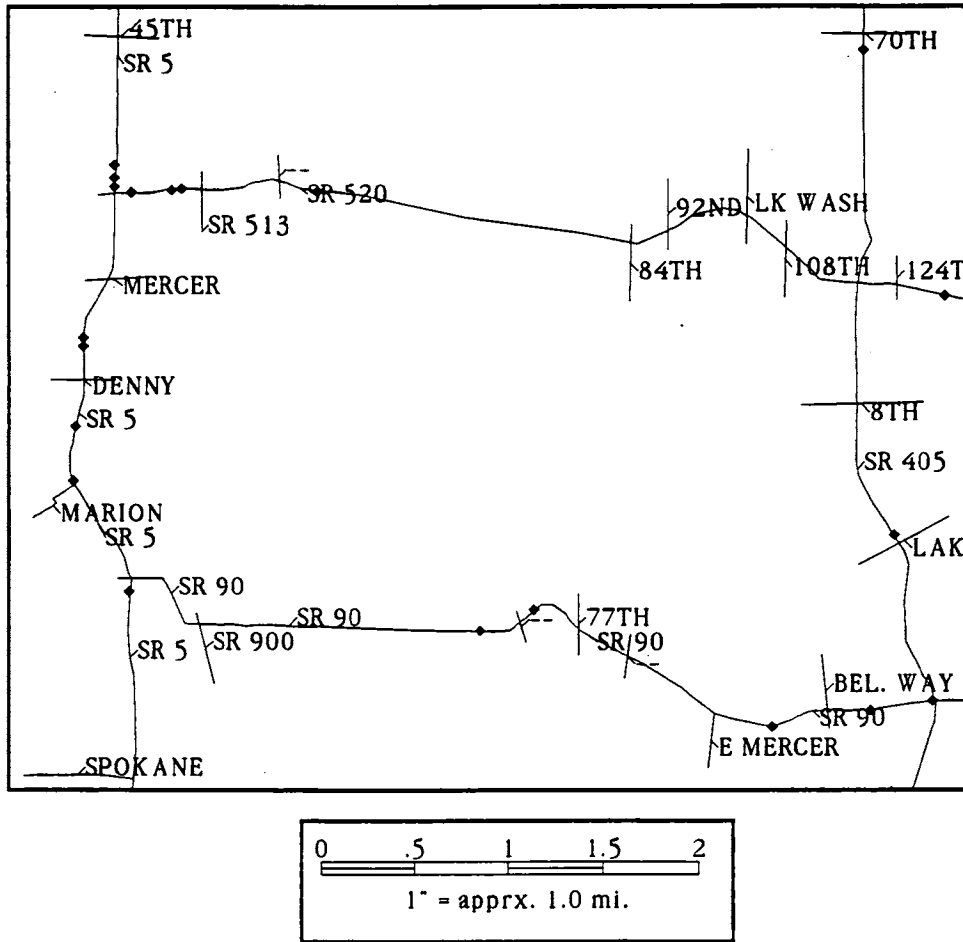 45TH
70TH
SR 5
--
SR 520
92ND
LK WASH
SR 513
84TH
108TH
124T
MERCER
DENNY
8TH
SR 5
SR 405
MARION
SR 5
LAK
SR 90
SR 90
--
77TH
SR 5
SR 900
SR 90
--
BEL. WAY
SR 90
E MERCER
SPOKANE
0 .5 1 1.5 2
1" = apprx. 1.0 mi.